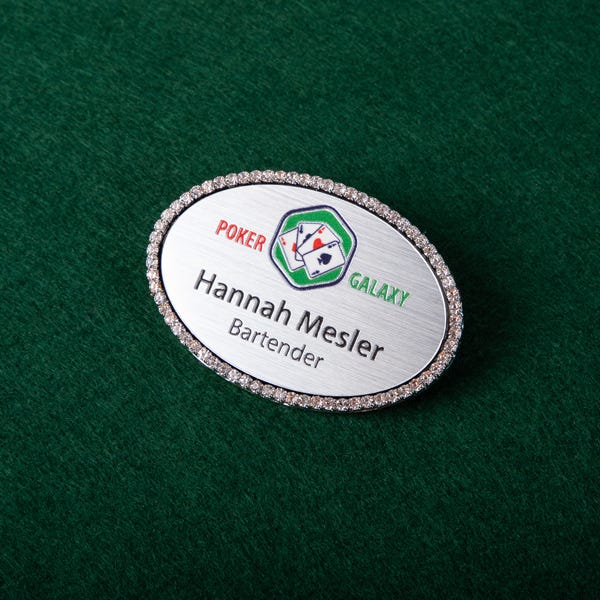 POKER GALAXY
Hannah Mesler
Bartender